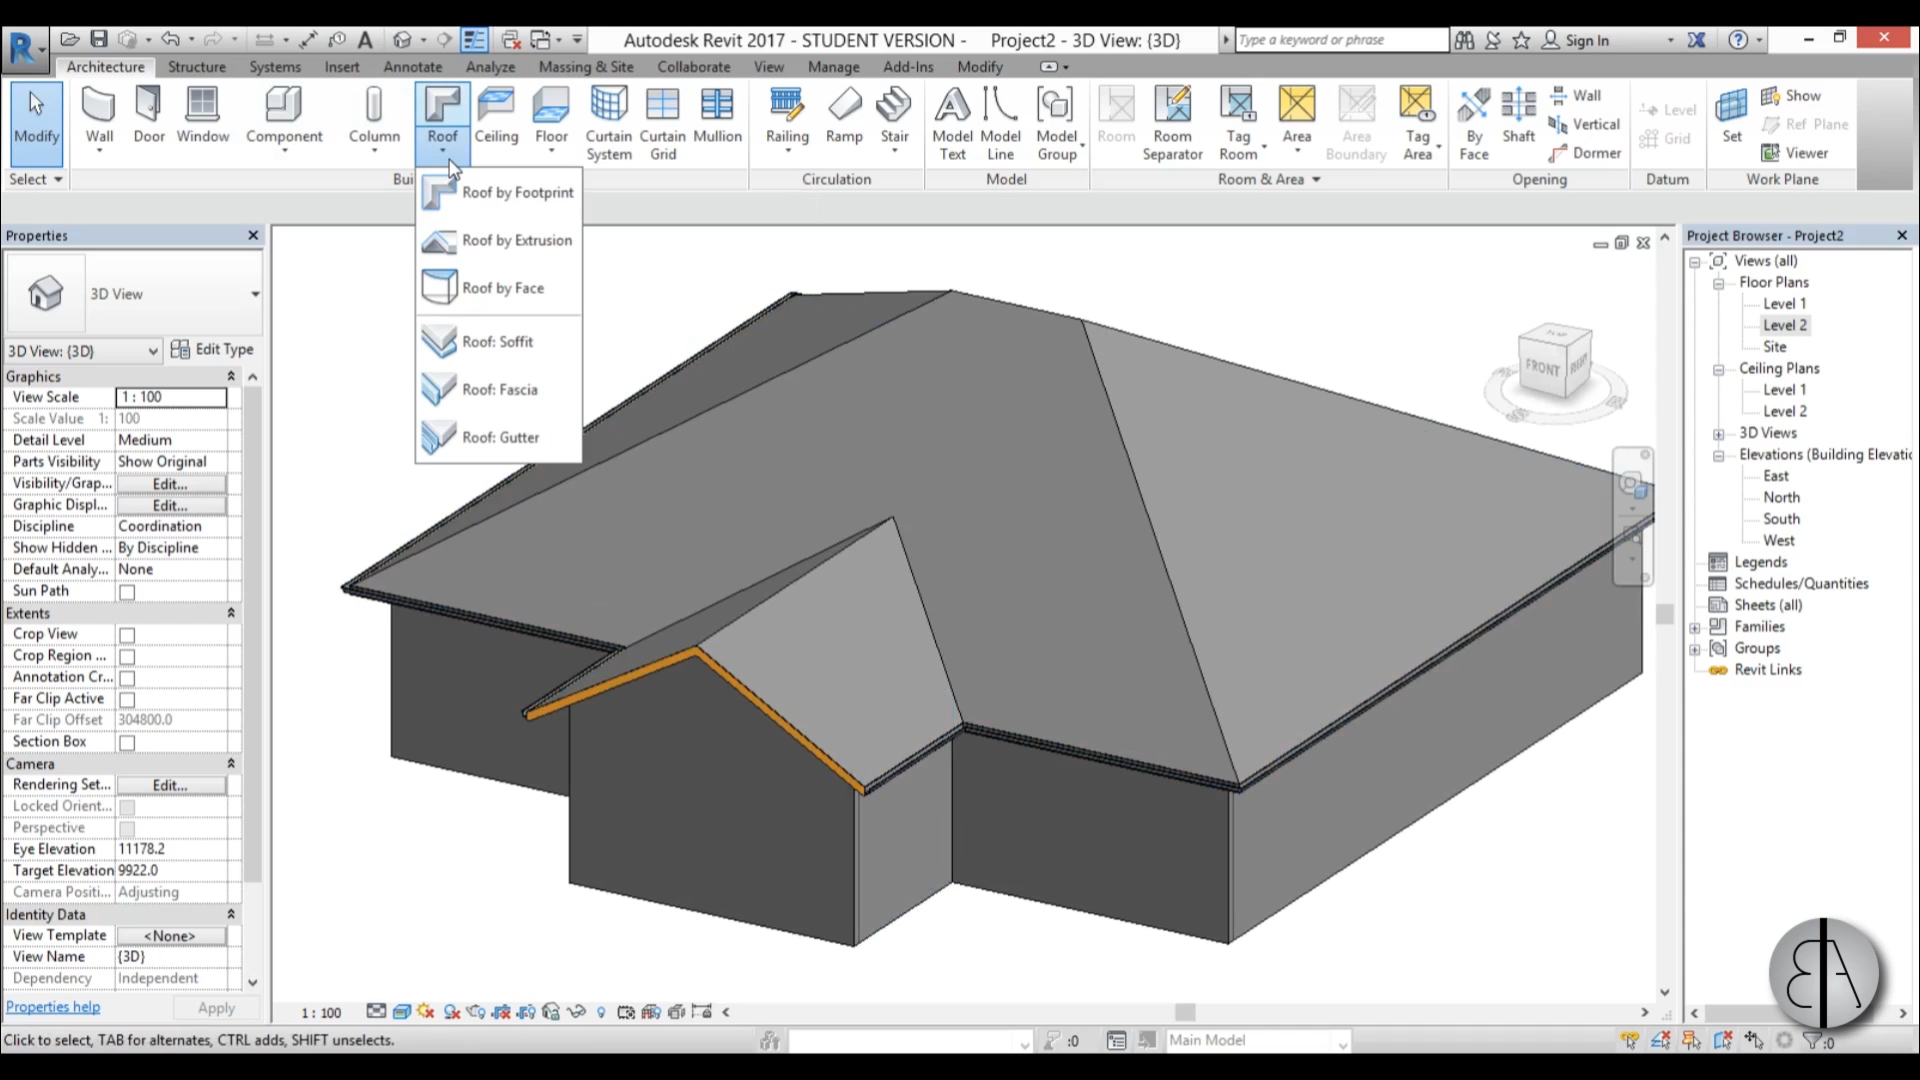 Autodesk Revit 2017 - STUDENT VERSION - Project2 - 3D View: {3D}
Type a keyword or phrase
Sign In
Architecture Structure Systems Insert Annotate Analyze Massing & Site Collaborate View Manage Add-Ins Modify
Modify Wall Door Window Component Column Roof Ceiling Floor Curtain System Curtain Grid Mullion Railing Ramp Stair Model Text Model Line Model Group Room Room Separator Tag Room Area Area Boundary Tag Area By Face Shaft Wall Vertical Dormer Level Grid Set Show Ref Plane Viewer
Select Bui Circulation Model Room & Area Opening Datum Work Plane
Roof by Footprint
Roof by Extrusion
Roof by Face
Roof: Soffit
Roof: Fascia
Roof: Gutter
Properties
3D View
3D View: {3D} Edit Type
Graphics
View Scale 1 : 100
Scale Value 1: 100
Detail Level Medium
Parts Visibility Show Original
Visibility/Grap... Edit...
Graphic Displ... Edit...
Discipline Coordination
Show Hidden ... By Discipline
Default Analy... None
Sun Path
Extents
Crop View
Crop Region ...
Annotation Cr...
Far Clip Active
Far Clip Offset 304800.0
Section Box
Camera
Rendering Set... Edit...
Locked Orient...
Perspective
Eye Elevation 11178.2
Target Elevation 9922.0
Camera Positi... Adjusting
Identity Data
View Template <None>
View Name {3D}
Dependency Independent
Properties help Apply
FRONT
RIGHT
TOP
Project Browser - Project2
Views (all)
Floor Plans
Level 1
Level 2
Site
Ceiling Plans
Level 1
Level 2
3D Views
Elevations (Building Elevatio
East
North
South
West
Legends
Schedules/Quantities
Sheets (all)
Families
Groups
Revit Links
1 : 100
Click to select, TAB for alternates, CTRL adds, SHIFT unselects.
:0
Main Model
:0
BA